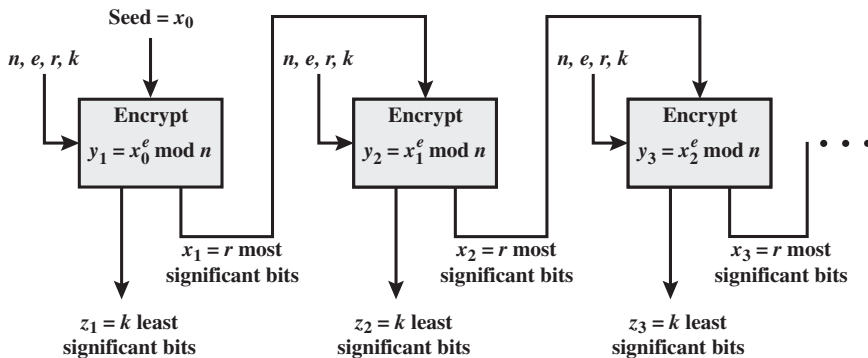 Seed = x₀
n, e, r, k
n, e, r, k
n, e, r, k
Encrypt
y₁ = x₀ᵉ mod n
Encrypt
y₂ = x₁ᵉ mod n
Encrypt
y₃ = x₂ᵉ mod n
x₁ = r most
significant bits
x₂ = r most
significant bits
x₃ = r most
significant bits
z₁ = k least
significant bits
z₂ = k least
significant bits
z₃ = k least
significant bits